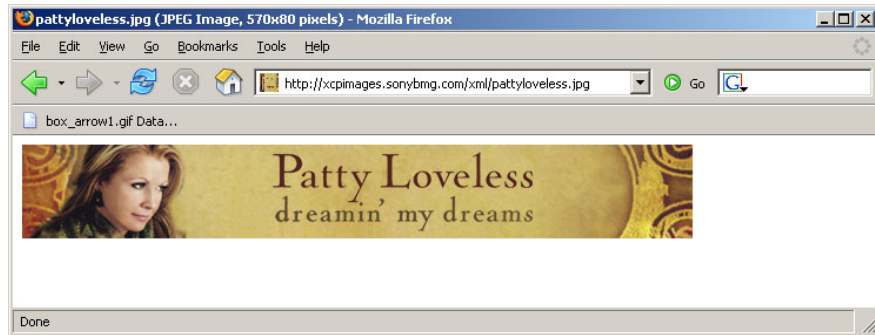 pattyloveless.jpg (JPEG Image, 570x80 pixels) - Mozilla Firefox
File Edit View Go Bookmarks Tools Help
http://xcpimages.sonybmg.com/xml/pattyloveless.jpg Go G
box_arrow1.gif Data...
Patty Loveless
dreamin' my dreams
Done